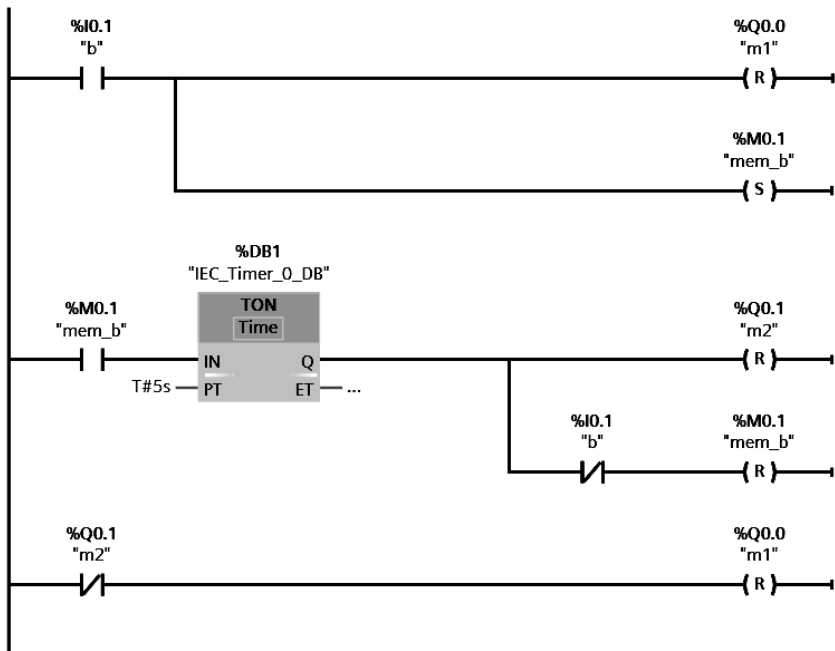 %I0.1
"b"
%Q0.0
"m1"
R
%M0.1
"mem_b"
S
%DB1
"IEC_Timer_0_DB"
%M0.1
"mem_b"
TON
Time
IN
Q
T#5s
PT
ET
...
%Q0.1
"m2"
R
%I0.1
"b"
%M0.1
"mem_b"
R
%Q0.1
"m2"
%Q0.0
"m1"
R